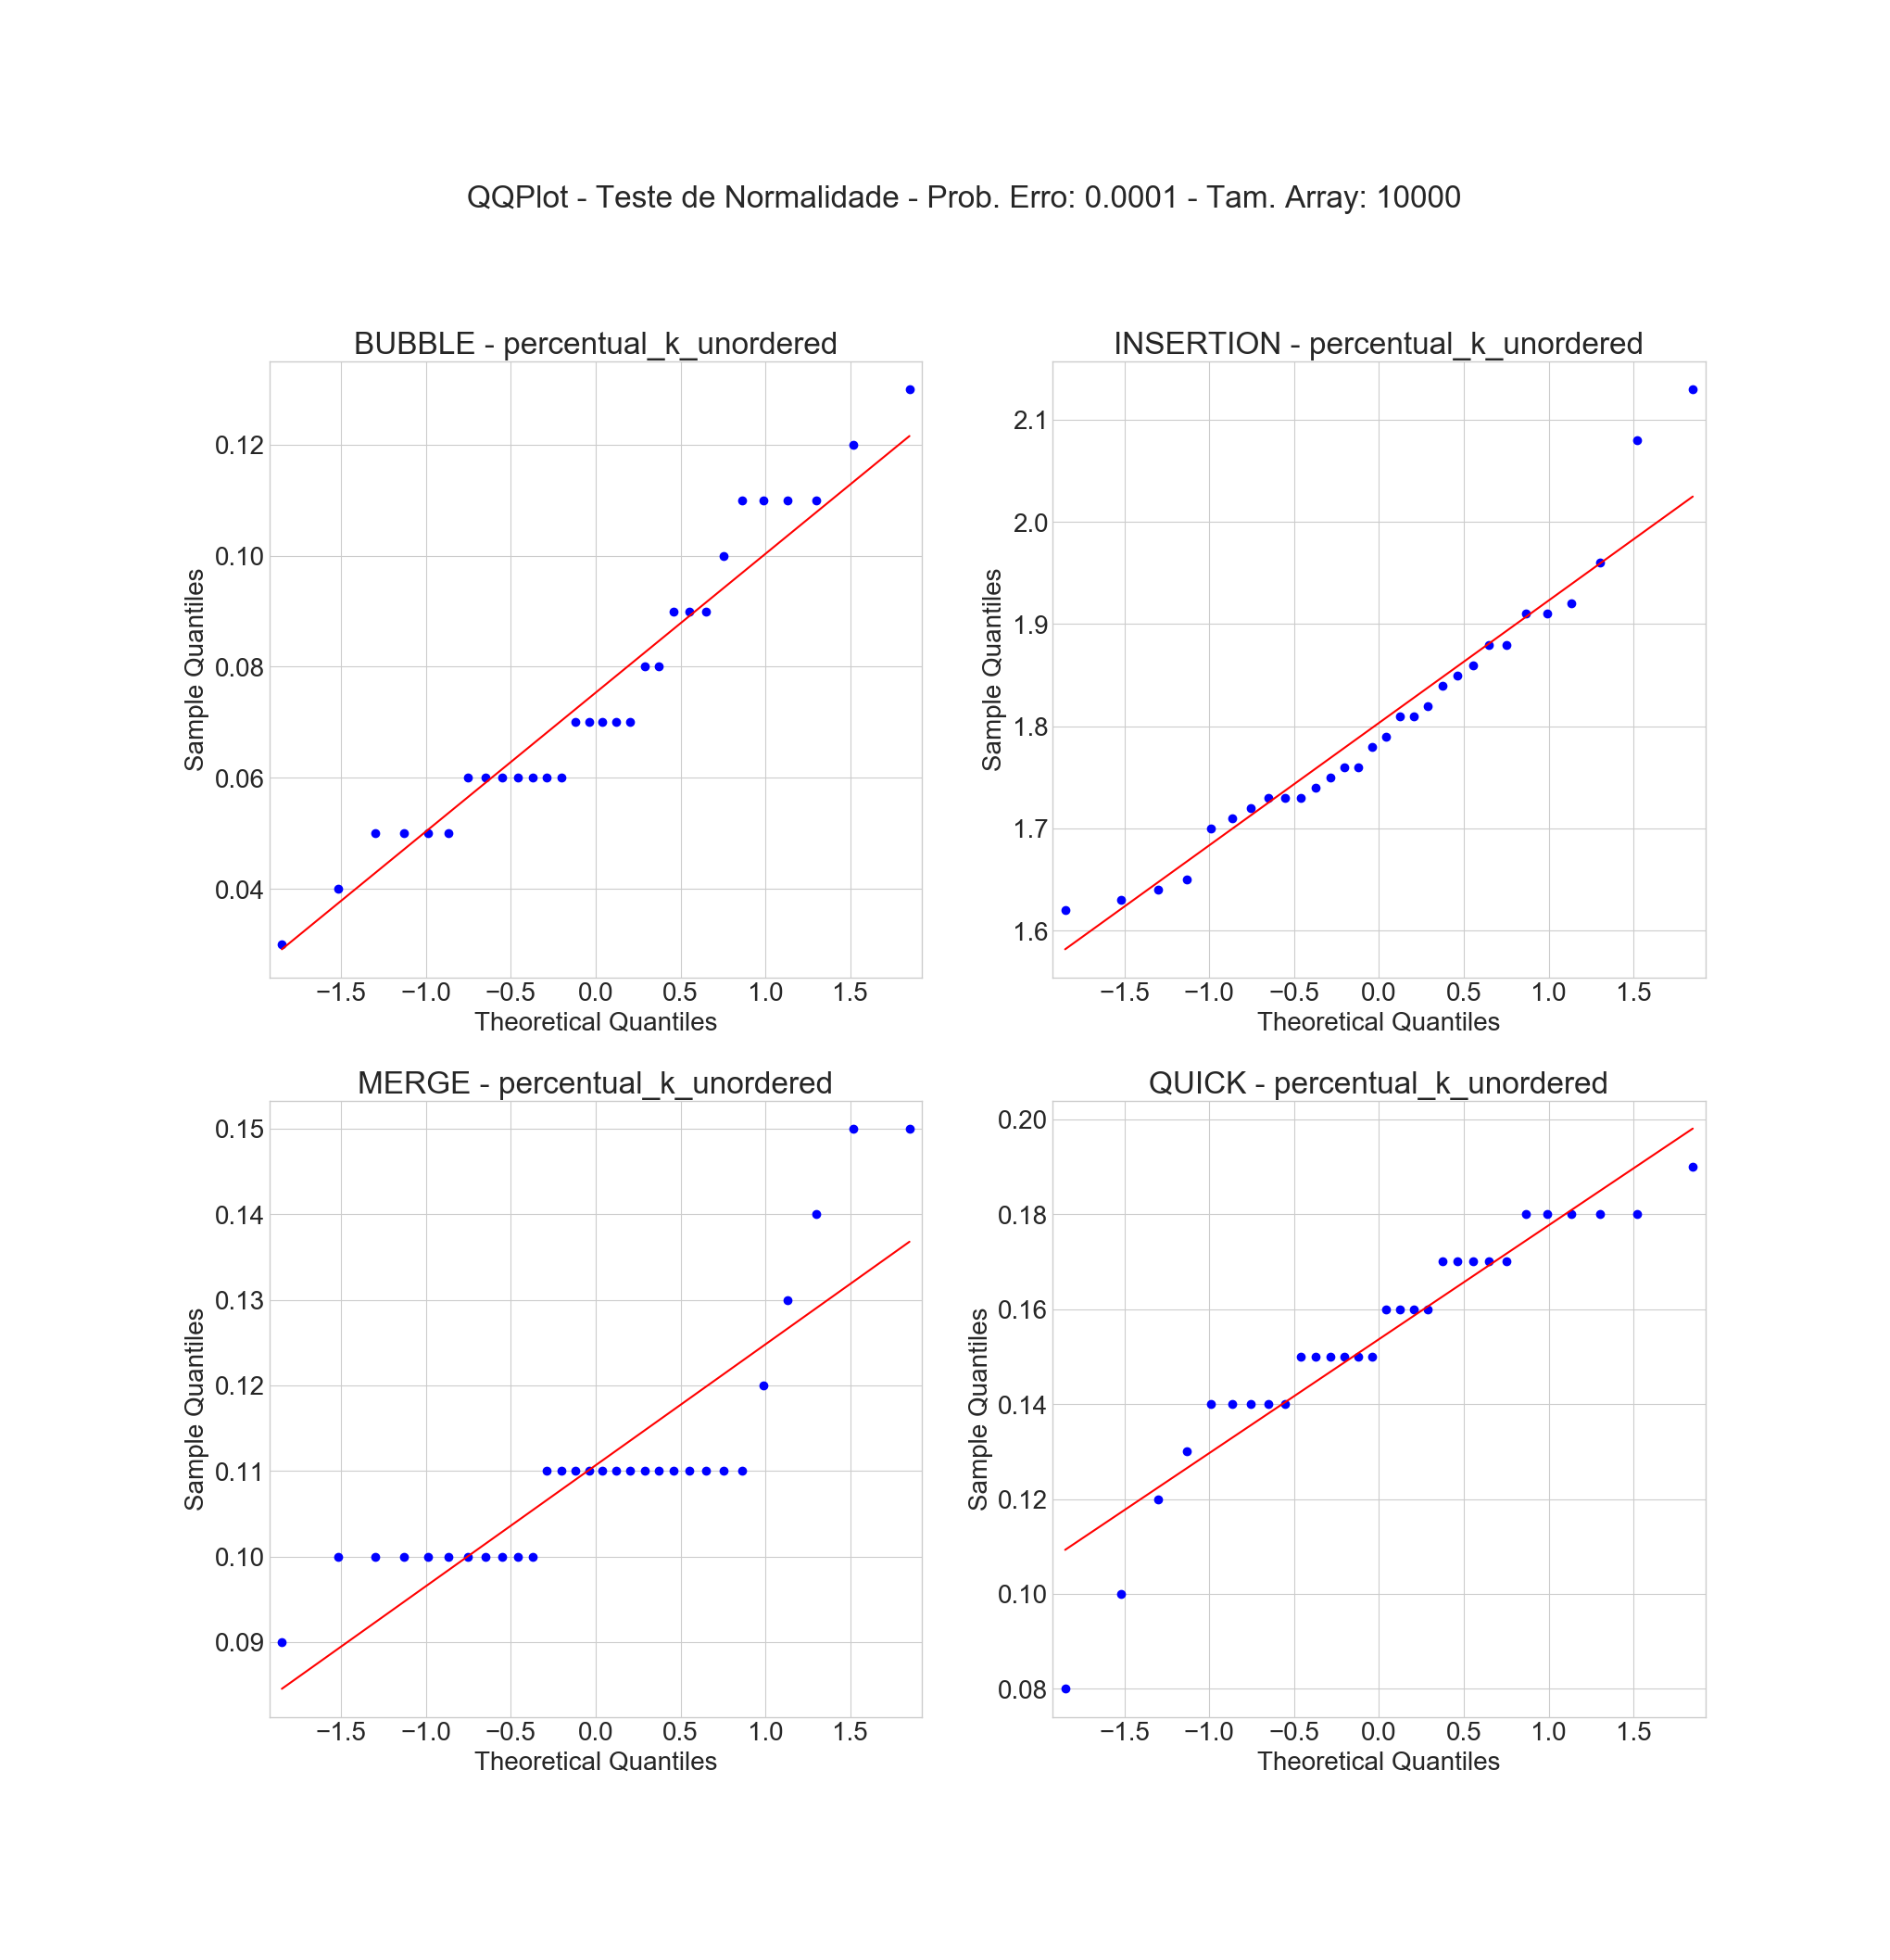 QQPlot - Teste de Normalidade - Prob. Erro: 0.0001 - Tam. Array: 10000
BUBBLE - percentual_k_unordered
Sample Quantiles
0.12
0.10
0.08
0.06
0.04
−1.5 −1.0 −0.5 0.0 0.5 1.0 1.5
Theoretical Quantiles
INSERTION - percentual_k_unordered
Sample Quantiles
2.1
2.0
1.9
1.8
1.7
1.6
−1.5 −1.0 −0.5 0.0 0.5 1.0 1.5
Theoretical Quantiles
MERGE - percentual_k_unordered
Sample Quantiles
0.15
0.14
0.13
0.12
0.11
0.10
0.09
−1.5 −1.0 −0.5 0.0 0.5 1.0 1.5
Theoretical Quantiles
QUICK - percentual_k_unordered
Sample Quantiles
0.20
0.18
0.16
0.14
0.12
0.10
0.08
−1.5 −1.0 −0.5 0.0 0.5 1.0 1.5
Theoretical Quantiles